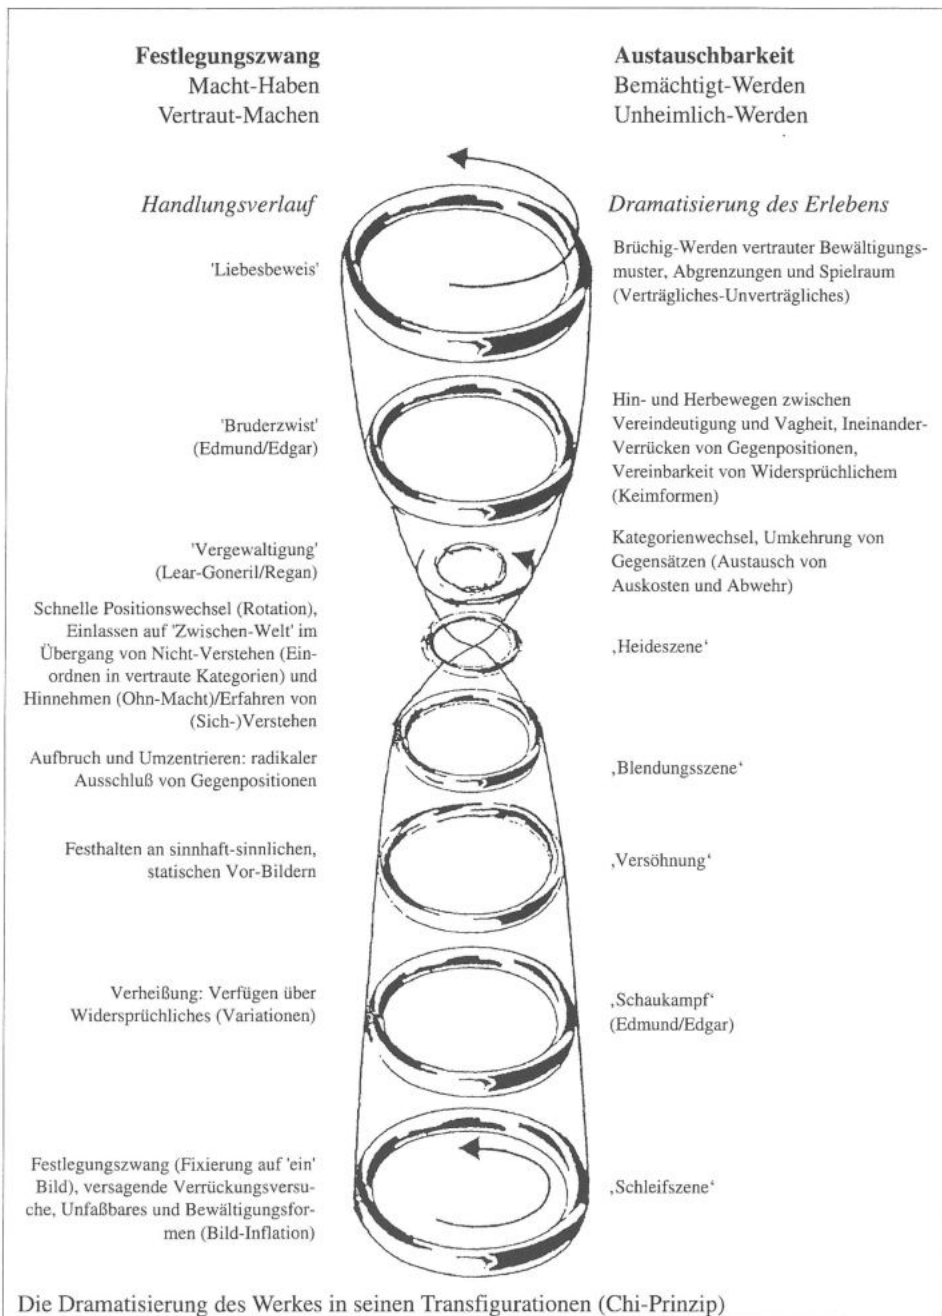 Festlegungszwang
Macht-Haben
Vertraut-Machen
Austauschbarkeit
Bemächtigt-Werden
Unheimlich-Werden
Handlungsverlauf
Dramatisierung des Erlebens
'Liebesbeweis'
Brüchig-Werden vertrauter Bewältigungs-
muster, Abgrenzungen und Spielraum
(Verträgliches-Unverträgliches)
'Bruderzwist'
(Edmund/Edgar)
Hin- und Herbewegen zwischen
Vereindeutigung und Vagheit, Ineinander-
Verrücken von Gegenpositionen,
Vereinbarkeit von Widersprüchlichem
(Keimformen)
'Vergewaltigung'
(Lear-Goneril/Regan)
Kategorienwechsel, Umkehrung von
Gegensätzen (Austausch von
Auskosten und Abwehr)
Schnelle Positionswechsel (Rotation),
Einlassen auf 'Zwischen-Welt' im
Übergang von Nicht-Verstehen (Ein-
ordnen in vertraute Kategorien) und
Hinnehmen (Ohn-Macht)/Erfahren von
(Sich-)Verstehen
‚Heideszene‘
Aufbruch und Umzentrieren: radikaler
Ausschluß von Gegenpositionen
‚Blendungsszene‘
Festhalten an sinnhaft-sinnlichen,
statischen Vor-Bildern
‚Versöhnung‘
Verheißung: Verfügen über
Widersprüchliches (Variationen)
‚Schaukampf‘
(Edmund/Edgar)
Festlegungszwang (Fixierung auf 'ein'
Bild), versagende Verrückungsversu-
che, Unfaßbares und Bewältigungsfor-
men (Bild-Inflation)
‚Schleifszene‘
Die Dramatisierung des Werkes in seinen Transfigurationen (Chi-Prinzip)